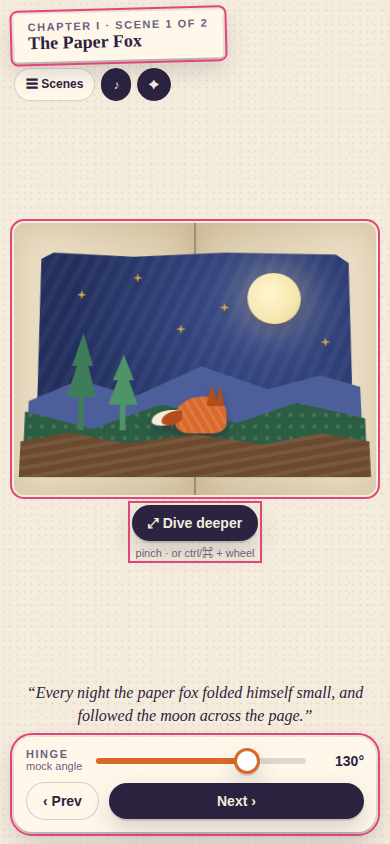 CHAPTER I · SCENE 1 OF 2
The Paper Fox
☰ Scenes
♪
✦
⤢ Dive deeper
pinch · or ctrl/⌘ + wheel
“Every night the paper fox folded himself small, and
followed the moon across the page.”
HINGE
mock angle
130°
‹ Prev
Next ›